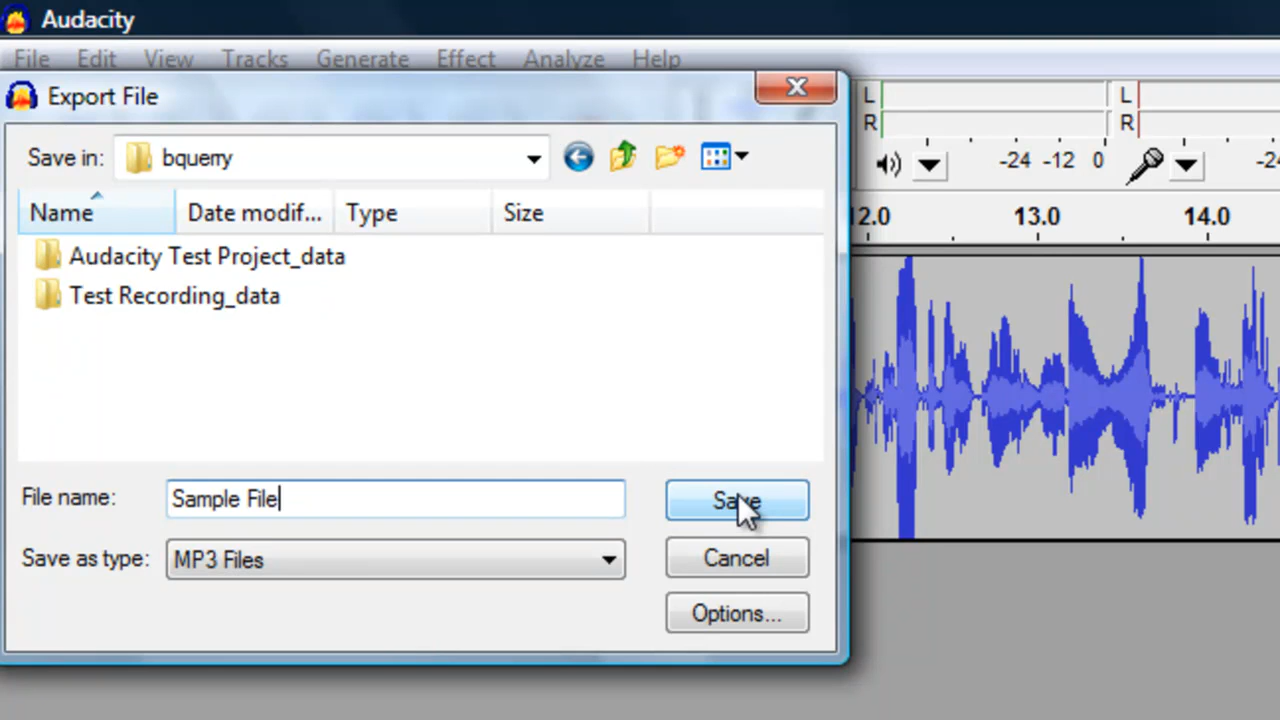 Audacity
File Edit View Tracks Generate Effect Analyze Help
Export File
L
R
L
R
-24 -12 0
-24
Save in: bquerry
Name Date modif... Type Size
12.0 13.0 14.0
Audacity Test Project_data
Test Recording_data
File name: Sample File
Save
Save as type: MP3 Files
Cancel
Options...